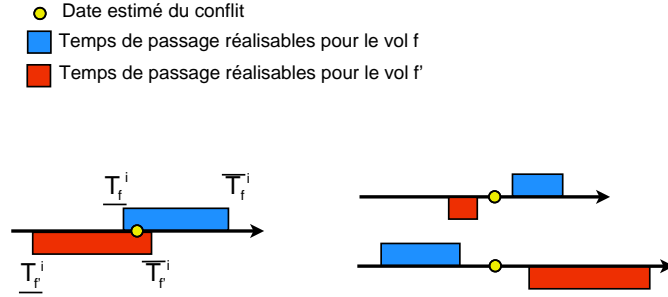 Date estimé du conflit
Temps de passage réalisables pour le vol f
Temps de passage réalisables pour le vol f'
T_f^i T̅_f^i
T_f'^i T̅_f'^i